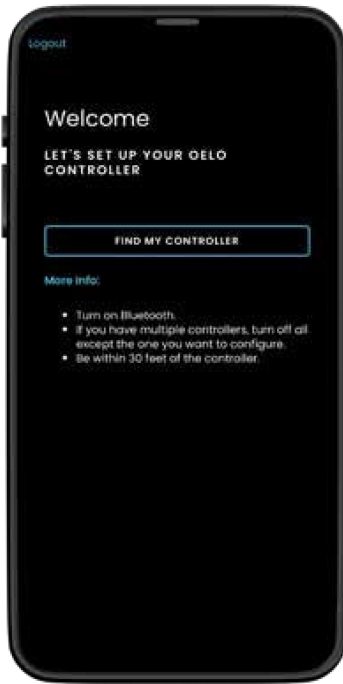 Logout
Welcome
LET'S SET UP YOUR OELO
CONTROLLER
FIND MY CONTROLLER
More Info:
• Turn on Bluetooth.
• If you have multiple controllers, turn off all
except the one you want to configure.
• Be within 30 feet of the controller.